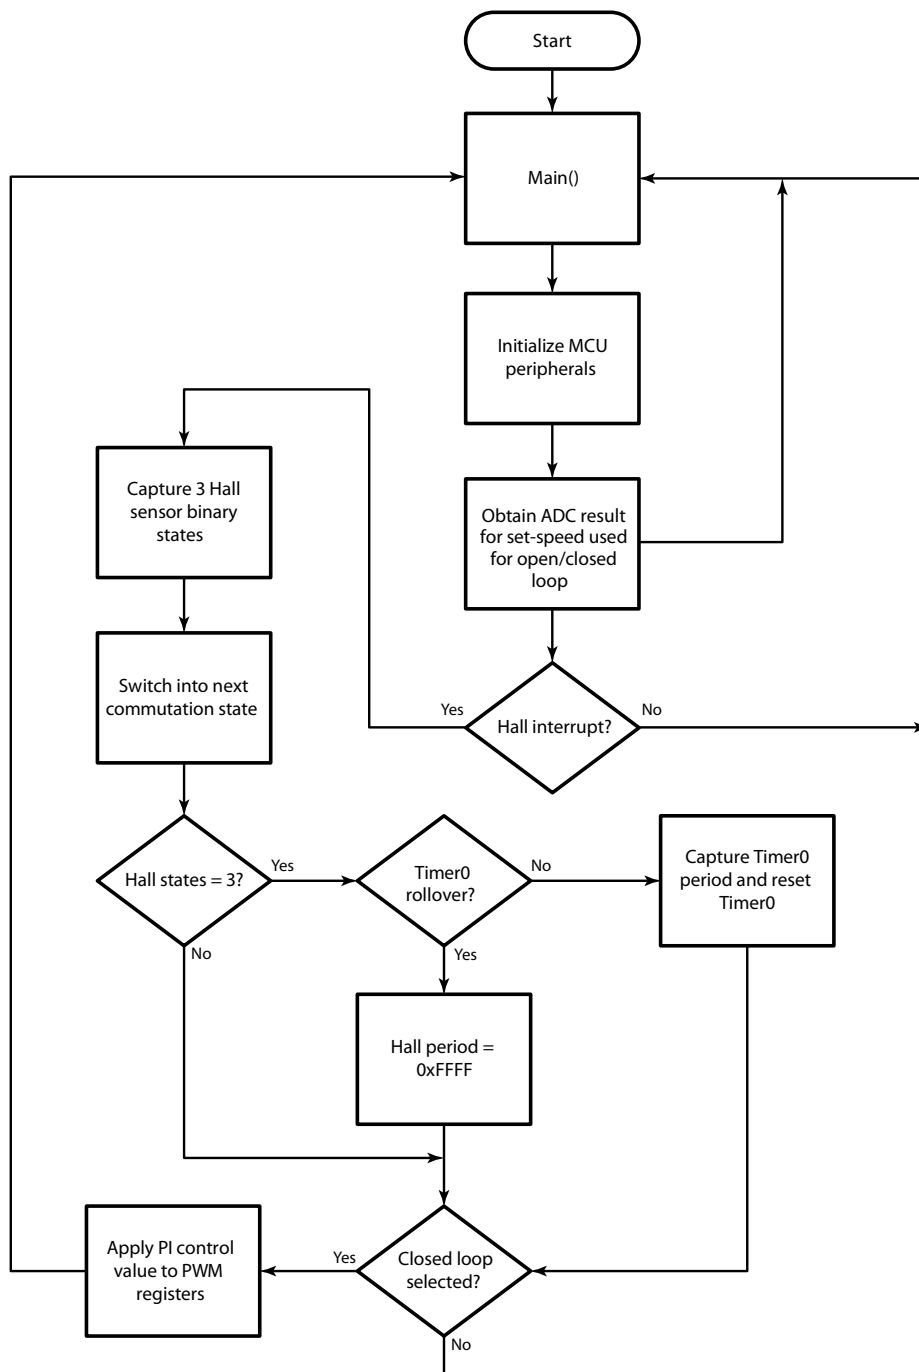 Start
Main()
Initialize MCU
peripherals
Capture 3 Hall
sensor binary
states
Obtain ADC result
for set-speed used
for open/closed
loop
Switch into next
commutation state
Yes
Hall interrupt?
No
Hall states = 3?
Yes
No
Timer0
rollover?
No
Yes
Capture Timer0
period and reset
Timer0
Hall period =
0xFFFF
Apply PI control
value to PWM
registers
Yes
Closed loop
selected?
No